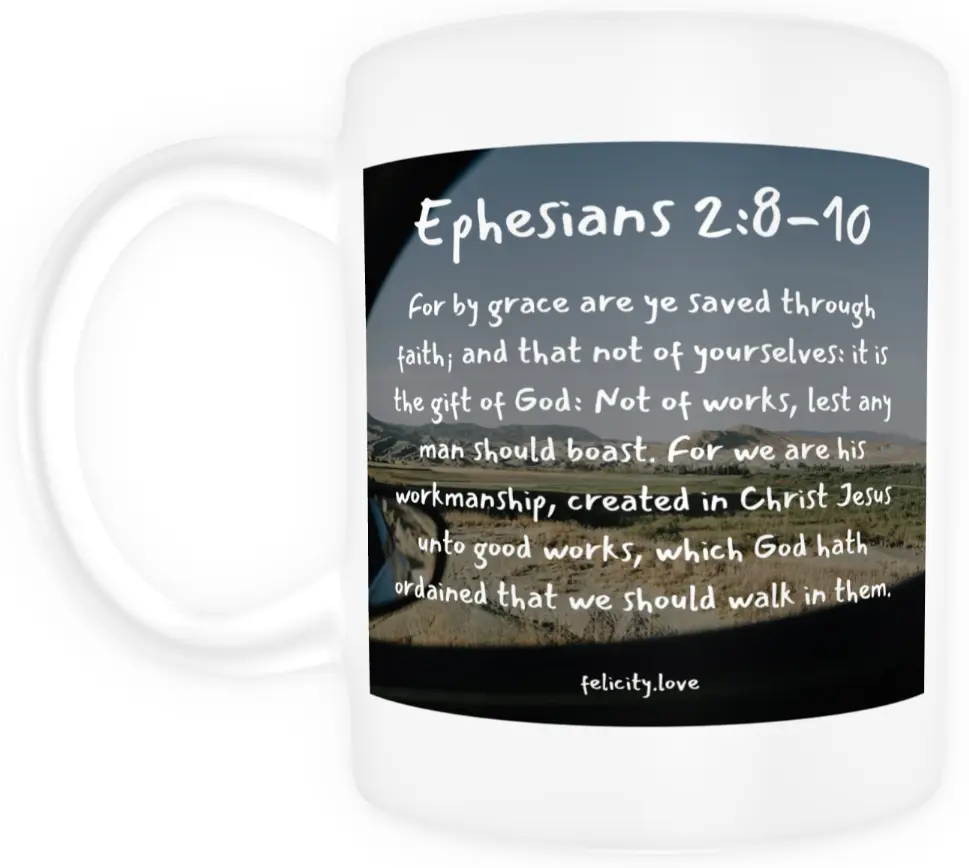 Ephesians 2:8-10
For by grace are ye saved through
faith; and that not of yourselves: it is
the gift of God: Not of works, lest any
man should boast. For we are his
workmanship, created in Christ Jesus
unto good works, which God hath
ordained that we should walk in them.
felicity.love